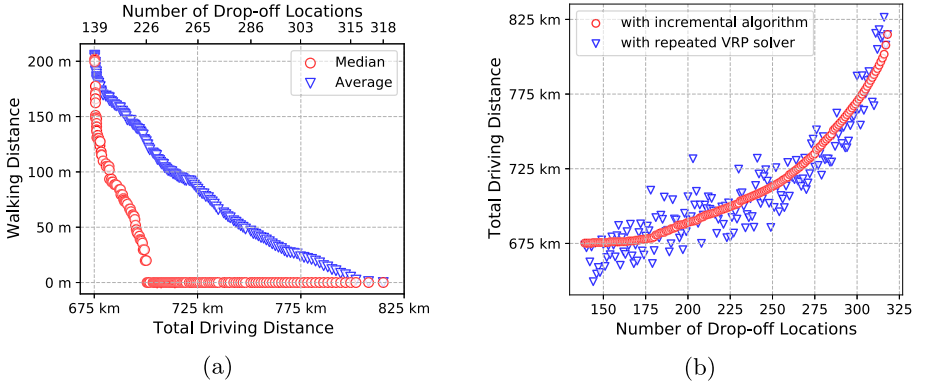 Number of Drop-off Locations
139 226 265 286 303 315 318
200 m
150 m
100 m
50 m
0 m
Walking Distance
Median
Average
675 km 725 km 775 km 825 km
Total Driving Distance
(a)
825 km
775 km
725 km
675 km
Total Driving Distance
with incremental algorithm
with repeated VRP solver
150 175 200 225 250 275 300 325
Number of Drop-off Locations
(b)